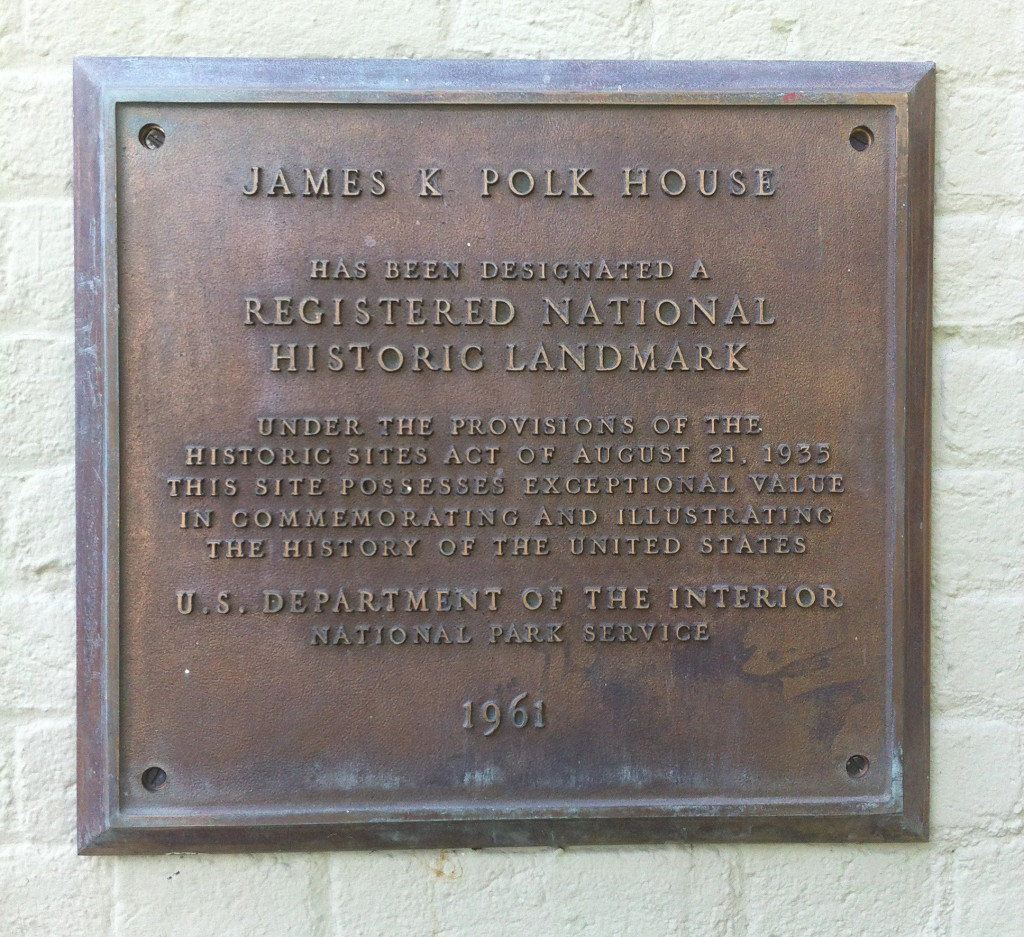 JAMES K POLK HOUSE
HAS BEEN DESIGNATED A
REGISTERED NATIONAL
HISTORIC LANDMARK
UNDER THE PROVISIONS OF THE
HISTORIC SITES ACT OF AUGUST 21, 1935
THIS SITE POSSESSES EXCEPTIONAL VALUE
IN COMMEMORATING AND ILLUSTRATING
THE HISTORY OF THE UNITED STATES
U.S. DEPARTMENT OF THE INTERIOR
NATIONAL PARK SERVICE
1961